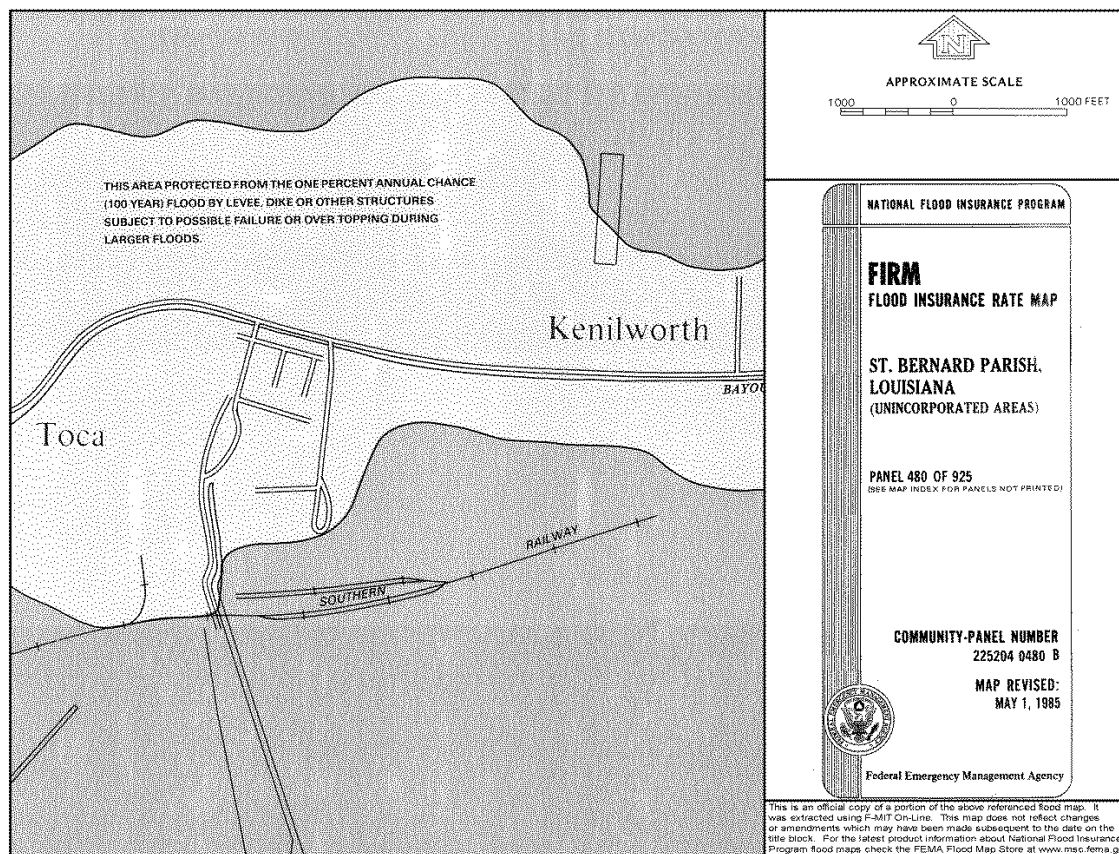 THIS AREA PROTECTED FROM THE ONE PERCENT ANNUAL CHANCE
(100 YEAR) FLOOD BY LEVEE, DIKE OR OTHER STRUCTURES
SUBJECT TO POSSIBLE FAILURE OR OVER TOPPING DURING
LARGER FLOODS.
Kenilworth
BAYOU
Toca
RAILWAY
SOUTHERN
N
APPROXIMATE SCALE
1000 0 1000 FEET
NATIONAL FLOOD INSURANCE PROGRAM
FIRM
FLOOD INSURANCE RATE MAP
ST. BERNARD PARISH,
LOUISIANA
(UNINCORPORATED AREAS)
PANEL 480 OF 925
(SEE MAP INDEX FOR PANELS NOT PRINTED)
COMMUNITY-PANEL NUMBER
225204 0480 B
MAP REVISED:
MAY 1, 1985
FEDERAL EMERGENCY MANAGEMENT AGENCY
Federal Emergency Management Agency
This is an official copy of a portion of the above referenced flood map. It
was extracted using F-MIT On-Line. This map does not reflect changes
or amendments which may have been made subsequent to the date on the
title block. For the latest product information about National Flood Insurance
Program flood maps check the FEMA Flood Map Store at www.msc.fema.g